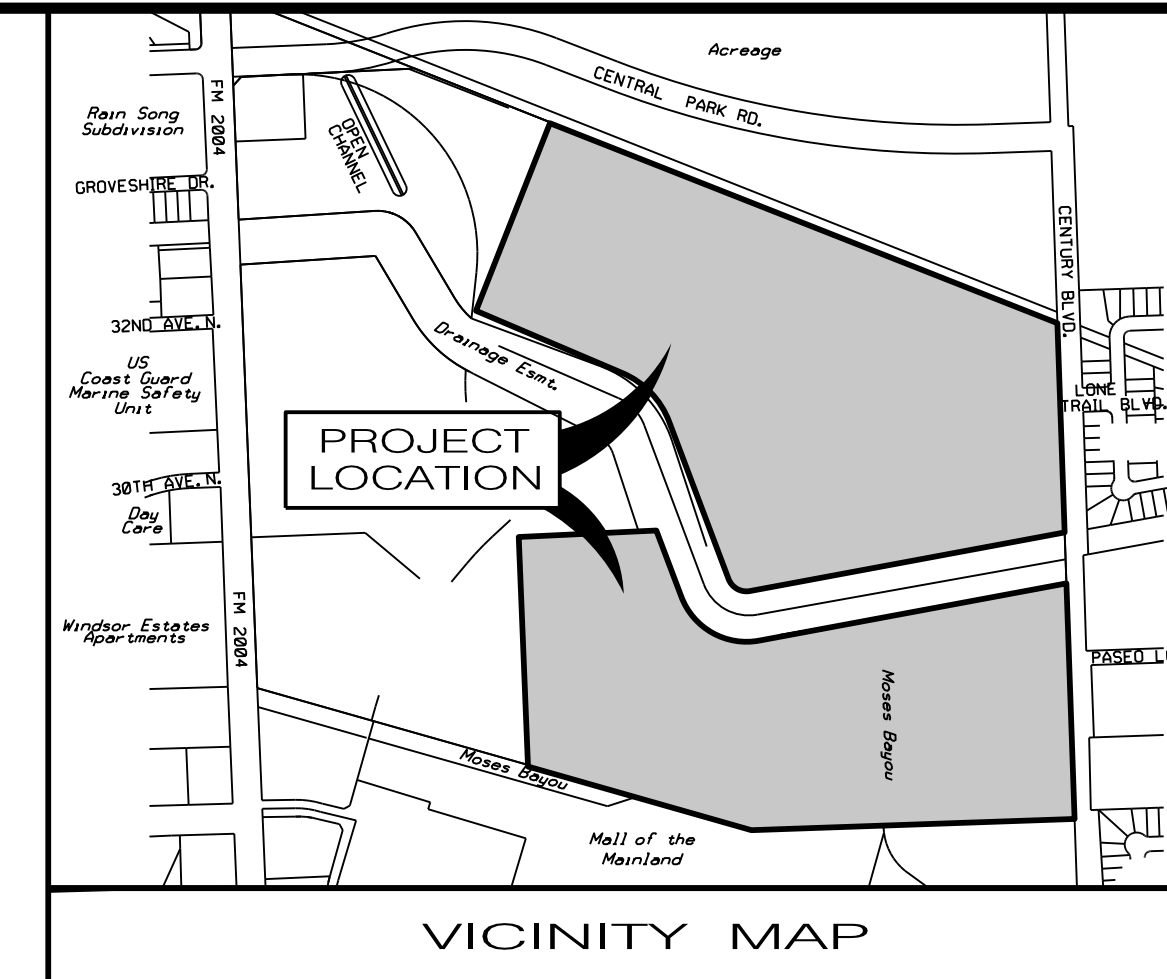 Acreage
CENTRAL PARK RD.
FM 2004
Rain Song
Subdivision
OPEN
CHANNEL
GROVESHIRE DR.
CENTURY BLVD.
32ND AVE. N.
Drainage Esmt.
US
Coast Guard
Marine Safety
Unit
LONE
TRAIL BLVD.
PROJECT
LOCATION
30TH AVE. N.
Day
Care
FM 2004
Windsor Estates
Apartments
PASEO
Moses Bayou
Moses Bayou
Mall of the
Mainland
VICINITY MAP